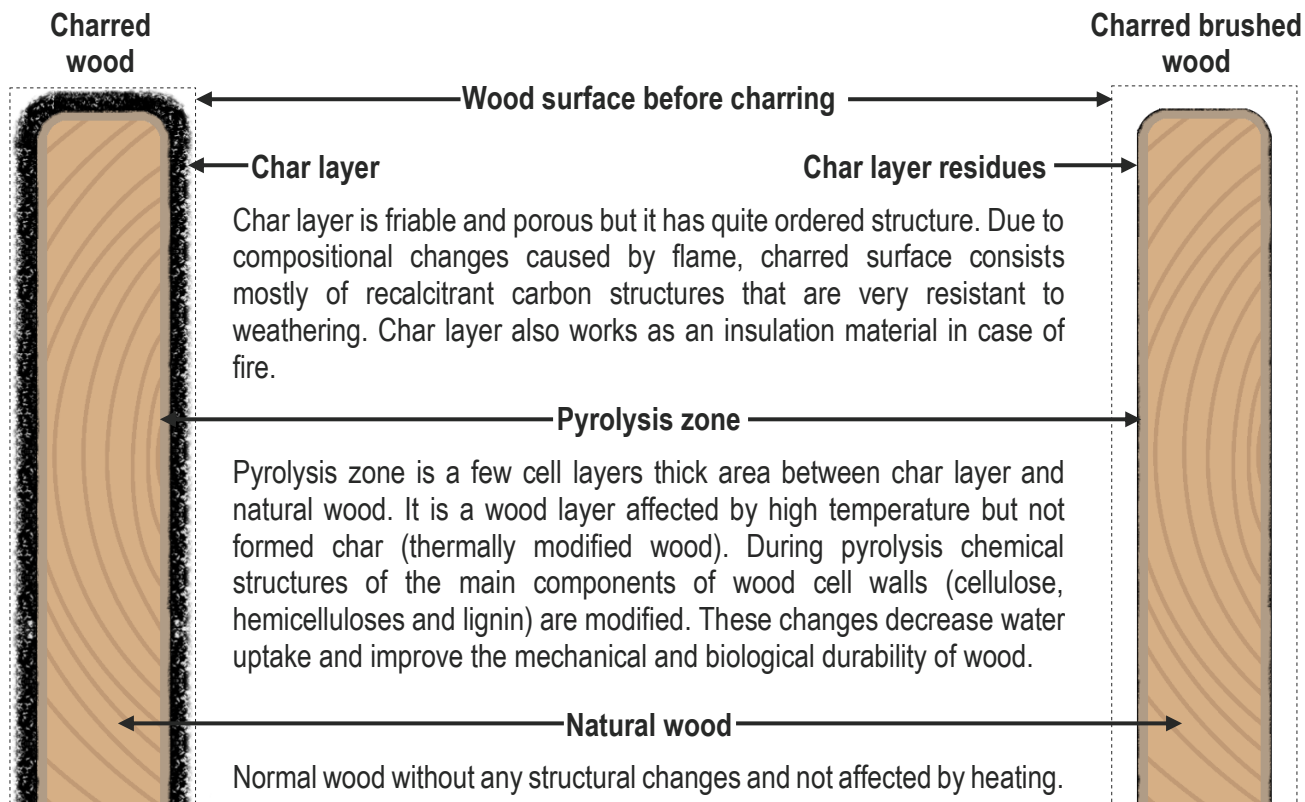 Charred
wood
Charred brushed
wood
Wood surface before charring
Char layer
Char layer residues
Char layer is friable and porous but it has quite ordered structure. Due to
compositional changes caused by flame, charred surface consists
mostly of recalcitrant carbon structures that are very resistant to
weathering. Char layer also works as an insulation material in case of
fire.
Pyrolysis zone
Pyrolysis zone is a few cell layers thick area between char layer and
natural wood. It is a wood layer affected by high temperature but not
formed char (thermally modified wood). During pyrolysis chemical
structures of the main components of wood cell walls (cellulose,
hemicelluloses and lignin) are modified. These changes decrease water
uptake and improve the mechanical and biological durability of wood.
Natural wood
Normal wood without any structural changes and not affected by heating.